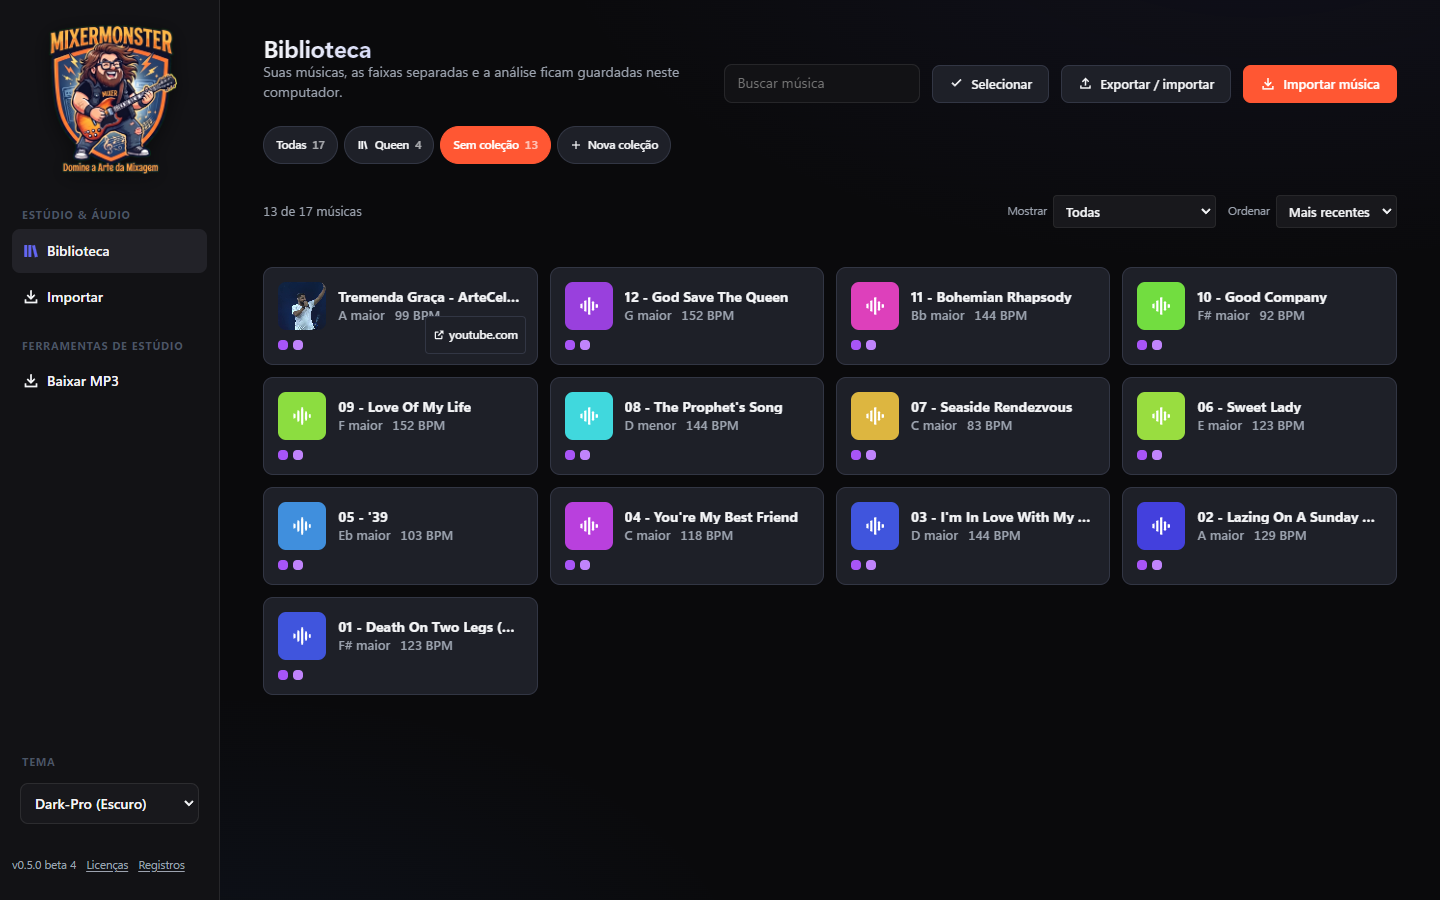 MIXERMONSTER
MIXER
Domine a Arte da Mixagem
ESTÚDIO & ÁUDIO
Biblioteca
Importar
FERRAMENTAS DE ESTÚDIO
Baixar MP3
TEMA
Dark-Pro (Escuro)
v0.5.0 beta 4 Licenças Registros
Biblioteca
Suas músicas, as faixas separadas e a análise ficam guardadas neste
computador.
Buscar música
Selecionar
Exportar / importar
Importar música
Todas 17
Queen 4
Sem coleção 13
+ Nova coleção
13 de 17 músicas
Mostrar Todas
Ordenar Mais recentes
Tremenda Graça - ArteCel...
A maior 99 BPM
youtube.com
12 - God Save The Queen
G maior 152 BPM
11 - Bohemian Rhapsody
Bb maior 144 BPM
10 - Good Company
F# maior 92 BPM
09 - Love Of My Life
F maior 152 BPM
08 - The Prophet's Song
D menor 144 BPM
07 - Seaside Rendezvous
C maior 83 BPM
06 - Sweet Lady
E maior 123 BPM
05 - '39
Eb maior 103 BPM
04 - You're My Best Friend
C maior 118 BPM
03 - I'm In Love With My ...
D maior 144 BPM
02 - Lazing On A Sunday ...
A maior 129 BPM
01 - Death On Two Legs (...
F# maior 123 BPM